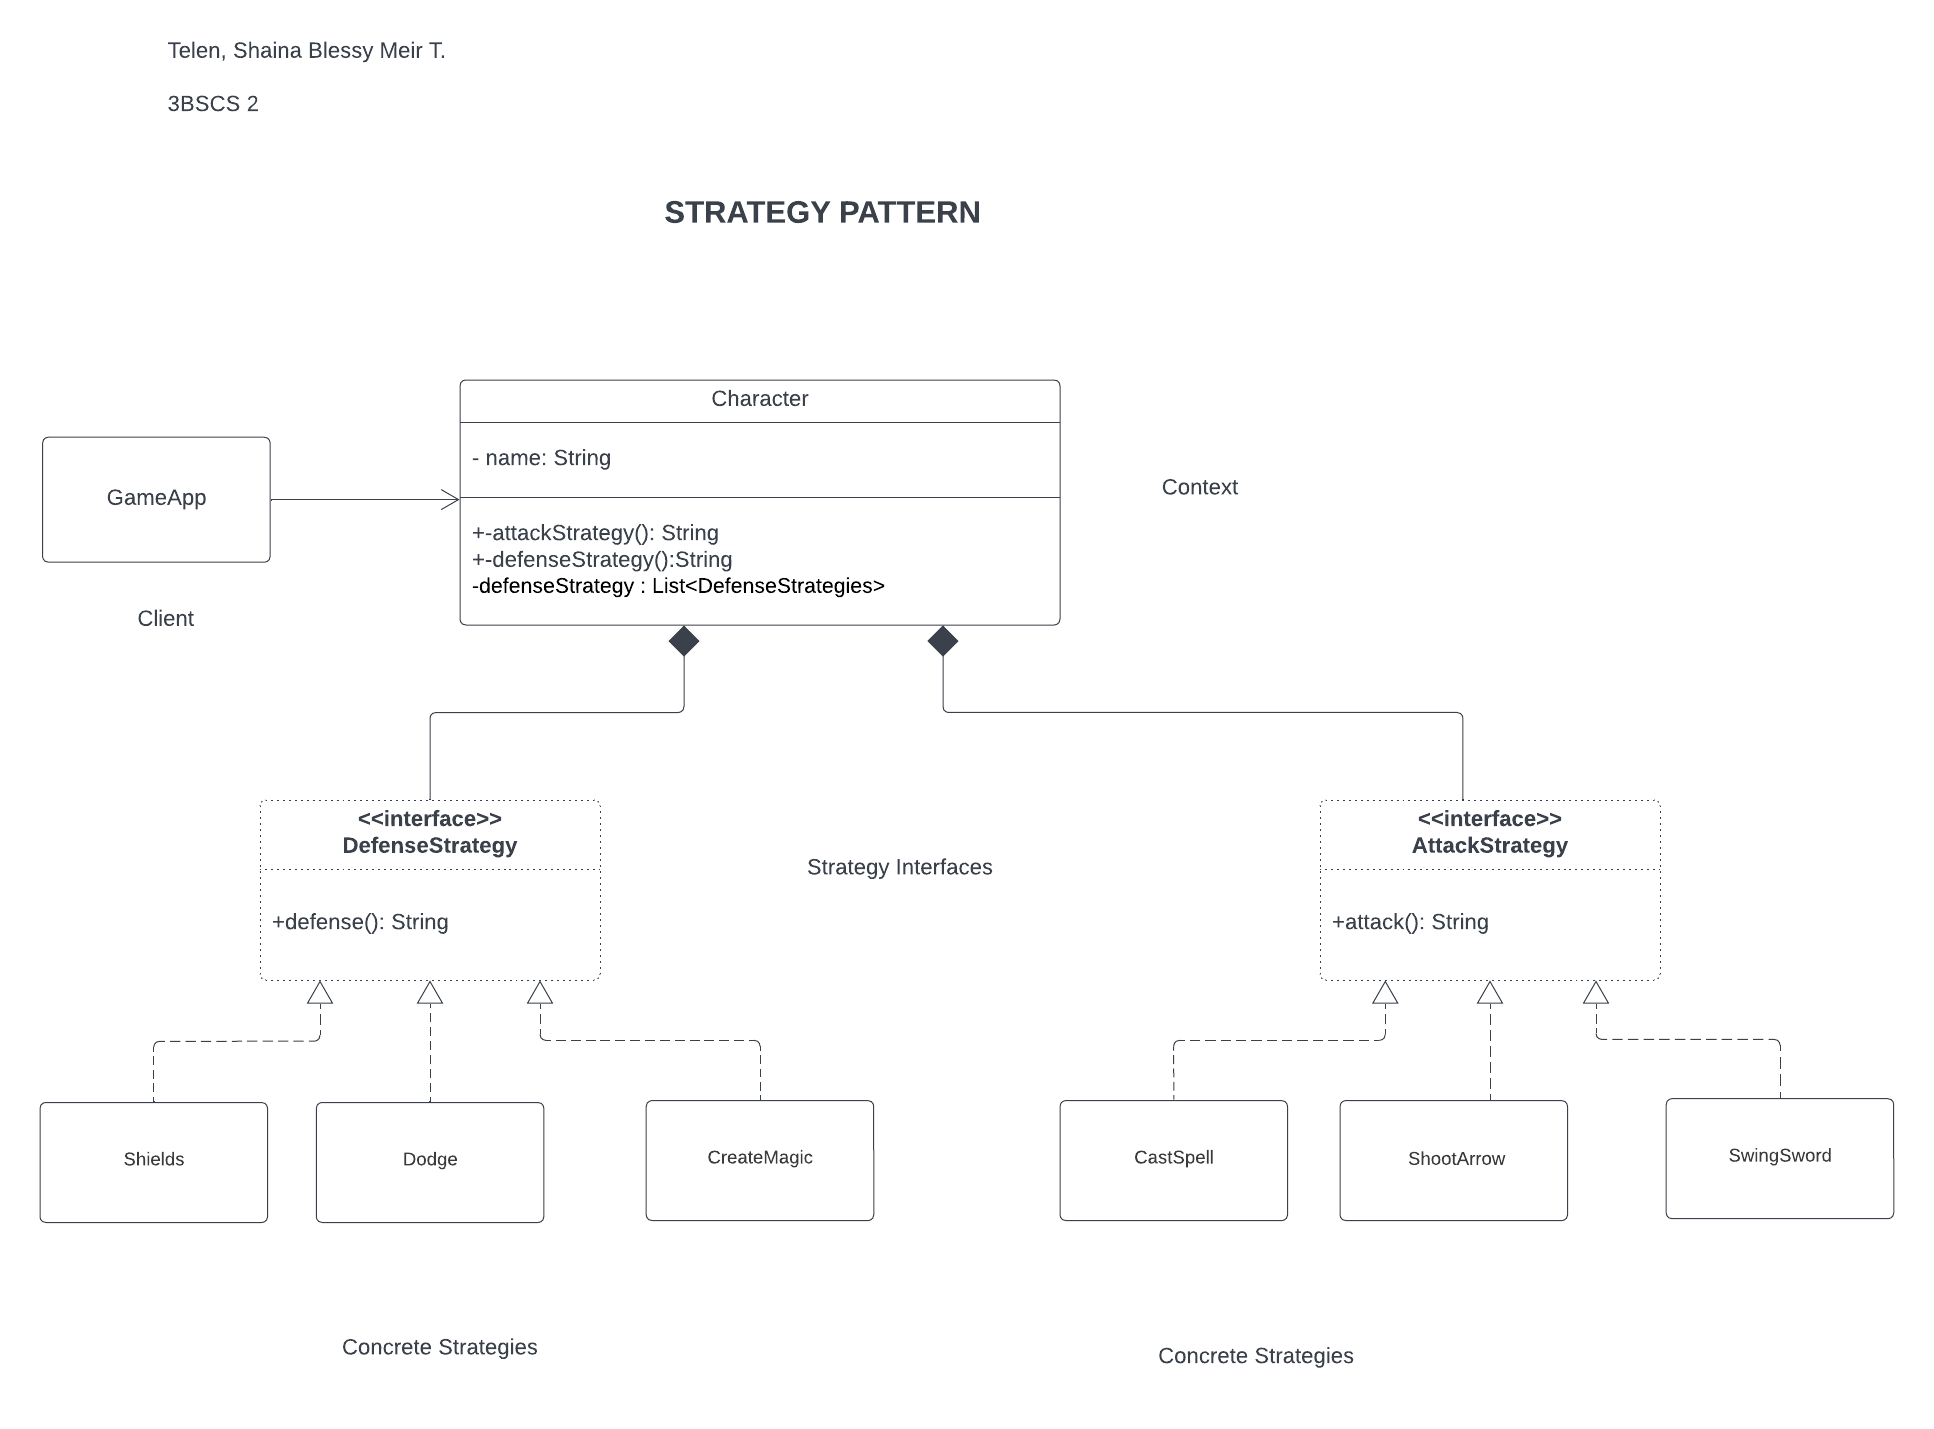 Telen, Shaina Blessy Meir T.
3BSCS 2
STRATEGY PATTERN
Character
- name: String
GameApp
Context
+-attackStrategy(): String
+-defenseStrategy():String
-defenseStrategy : List<DefenseStrategies>
Client
<<interface>>
DefenseStrategy
+defense(): String
Strategy Interfaces
<<interface>>
AttackStrategy
+attack(): String
Shields
Dodge
CreateMagic
CastSpell
ShootArrow
SwingSword
Concrete Strategies
Concrete Strategies